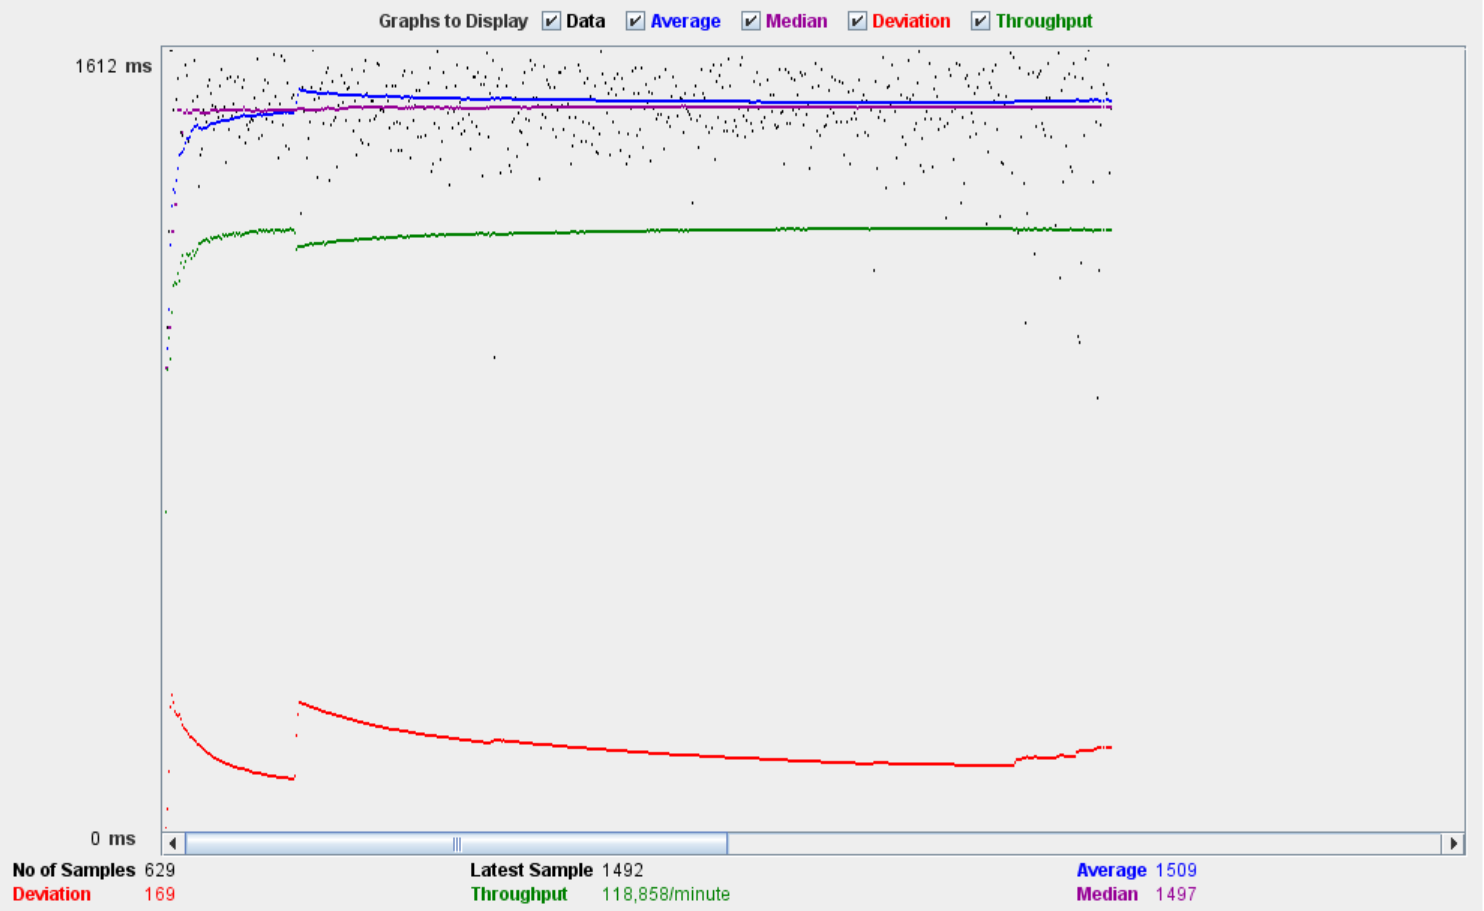 Graphs to Display Data Average Median Deviation Throughput
1612 ms
0 ms
No of Samples 629 Latest Sample 1492 Average 1509
Deviation 169 Throughput 118,858/minute Median 1497